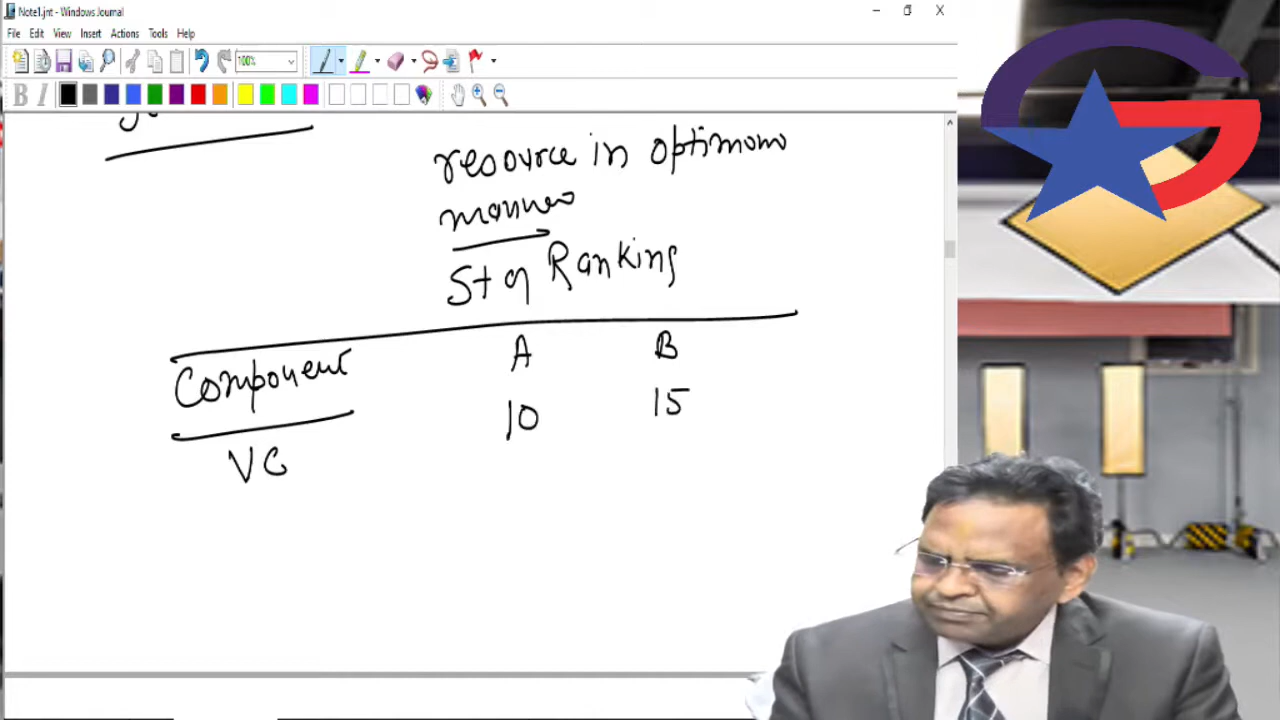 Note1.jnt - Windows Journal
File Edit View Insert Actions Tools Help
100%
B I
resource in optimum
manner
St of Ranking
Component A B
10 15
VC